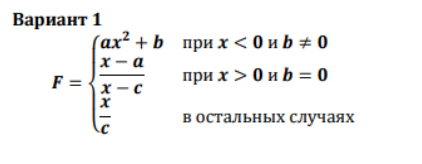 Вариант 1
ax² + b при x < 0 и b ≠ 0
F = { (x − a)/(x − c) при x > 0 и b = 0
x/c в остальных случаях